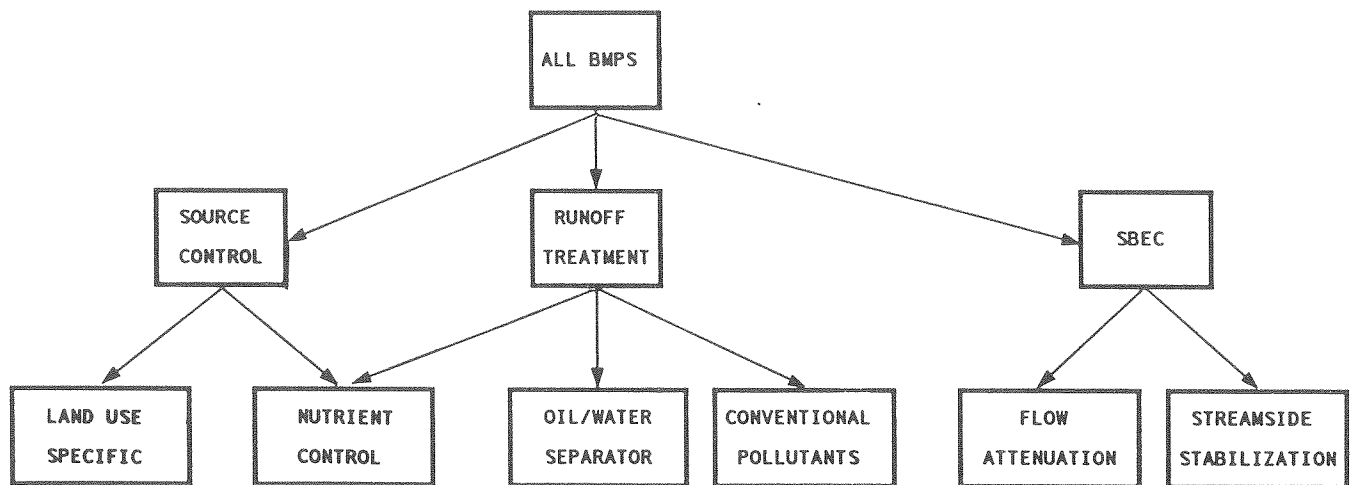 ALL BMPS
SOURCE
CONTROL
RUNOFF
TREATMENT
SBEC
LAND USE
SPECIFIC
NUTRIENT
CONTROL
OIL/WATER
SEPARATOR
CONVENTIONAL
POLLUTANTS
FLOW
ATTENUATION
STREAMSIDE
STABILIZATION